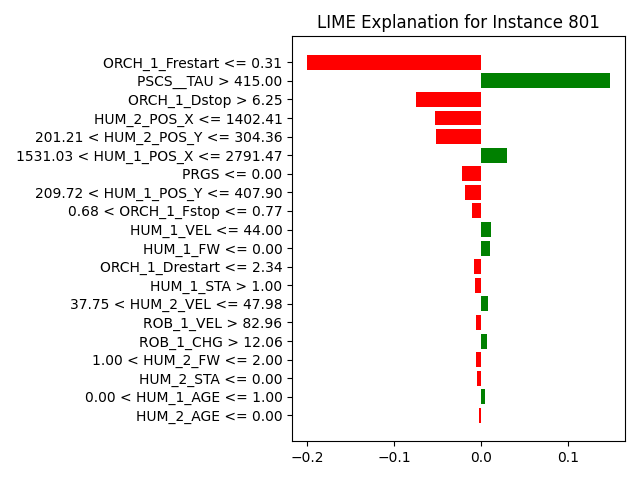 LIME Explanation for Instance 801
ORCH_1_Frestart <= 0.31
PSCS__TAU > 415.00
ORCH_1_Dstop > 6.25
HUM_2_POS_X <= 1402.41
201.21 < HUM_2_POS_Y <= 304.36
1531.03 < HUM_1_POS_X <= 2791.47
PRGS <= 0.00
209.72 < HUM_1_POS_Y <= 407.90
0.68 < ORCH_1_Fstop <= 0.77
HUM_1_VEL <= 44.00
HUM_1_FW <= 0.00
ORCH_1_Drestart <= 2.34
HUM_1_STA > 1.00
37.75 < HUM_2_VEL <= 47.98
ROB_1_VEL > 82.96
ROB_1_CHG > 12.06
1.00 < HUM_2_FW <= 2.00
HUM_2_STA <= 0.00
0.00 < HUM_1_AGE <= 1.00
HUM_2_AGE <= 0.00
−0.2 −0.1 0.0 0.1